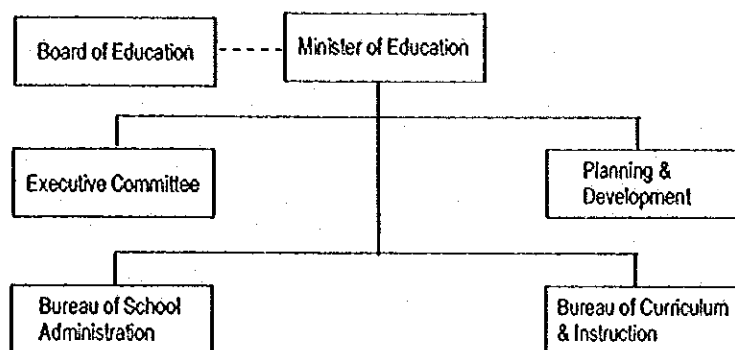 Board of Education
Minister of Education
Executive Committee
Planning &
Development
Bureau of School
Administration
Bureau of Curriculum
& Instruction